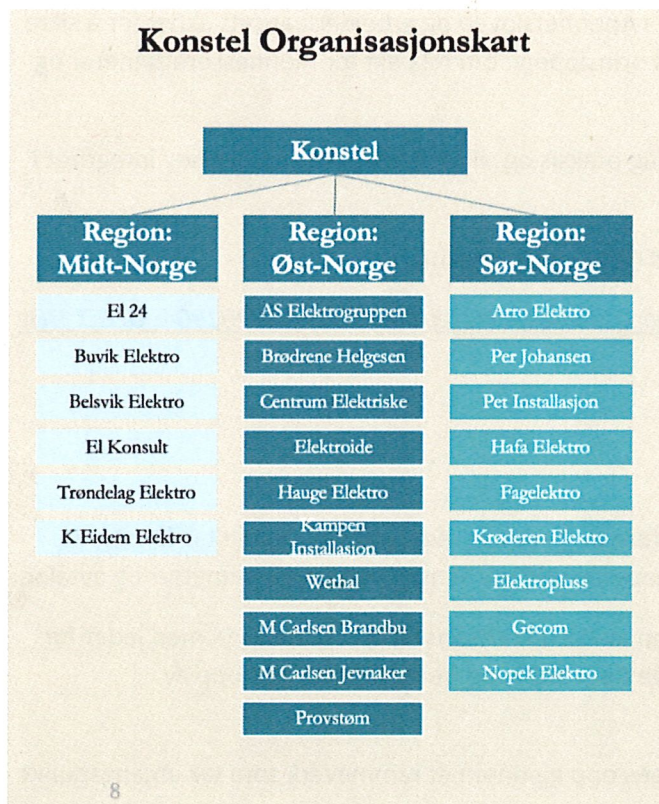 Konstel Organisasjonskart
Konstel
Region:
Midt-Norge
El 24
Buvik Elektro
Belsvik Elektro
El Konsult
Trøndelag Elektro
K Eidem Elektro
Region:
Øst-Norge
AS Elektrogruppen
Brødrene Helgesen
Centrum Elektriske
Elektroide
Hauge Elektro
Kampen
Installasjon
Wethal
M Carlsen Brandbu
M Carlsen Jevnaker
Provstøm
Region:
Sør-Norge
Arro Elektro
Per Johansen
Pet Installasjon
Hafa Elektro
Fagelektro
Krøderen Elektro
Elektropluss
Gecom
Nopek Elektro
8